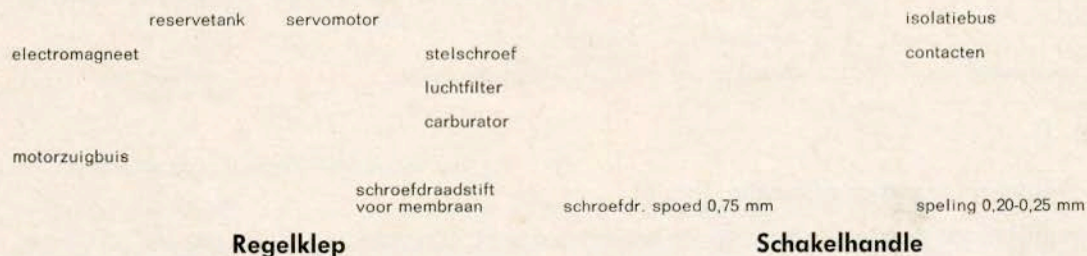 reservetank servomotor isolatiebus
electromagneet stelschroef contacten
luchtfilter
carburator
motorzuigbuis
schroefdraadstift
voor membraan schroefdr. spoed 0,75 mm speling 0,20-0,25 mm
Regelklep Schakelhandle